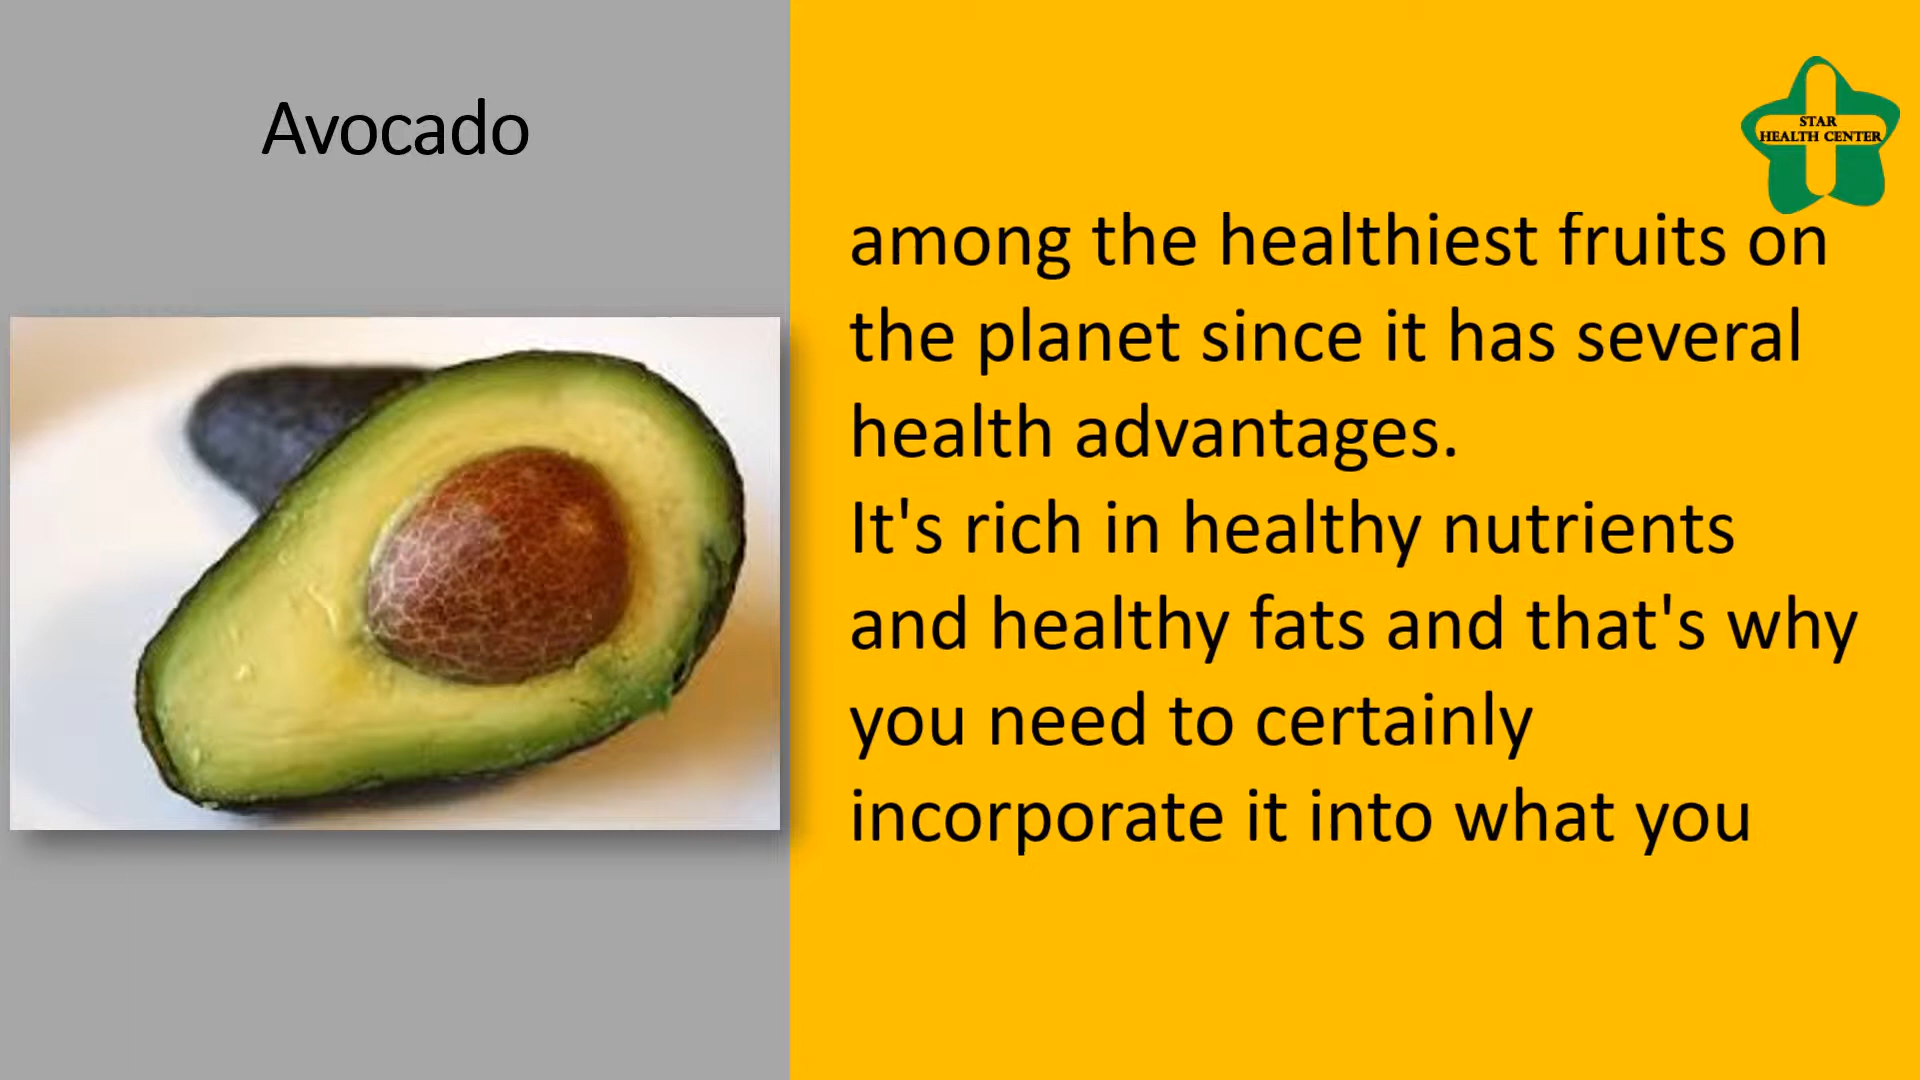 Avocado
STAR
HEALTH CENTER
among the healthiest fruits on
the planet since it has several
health advantages.
It's rich in healthy nutrients
and healthy fats and that's why
you need to certainly
incorporate it into what you